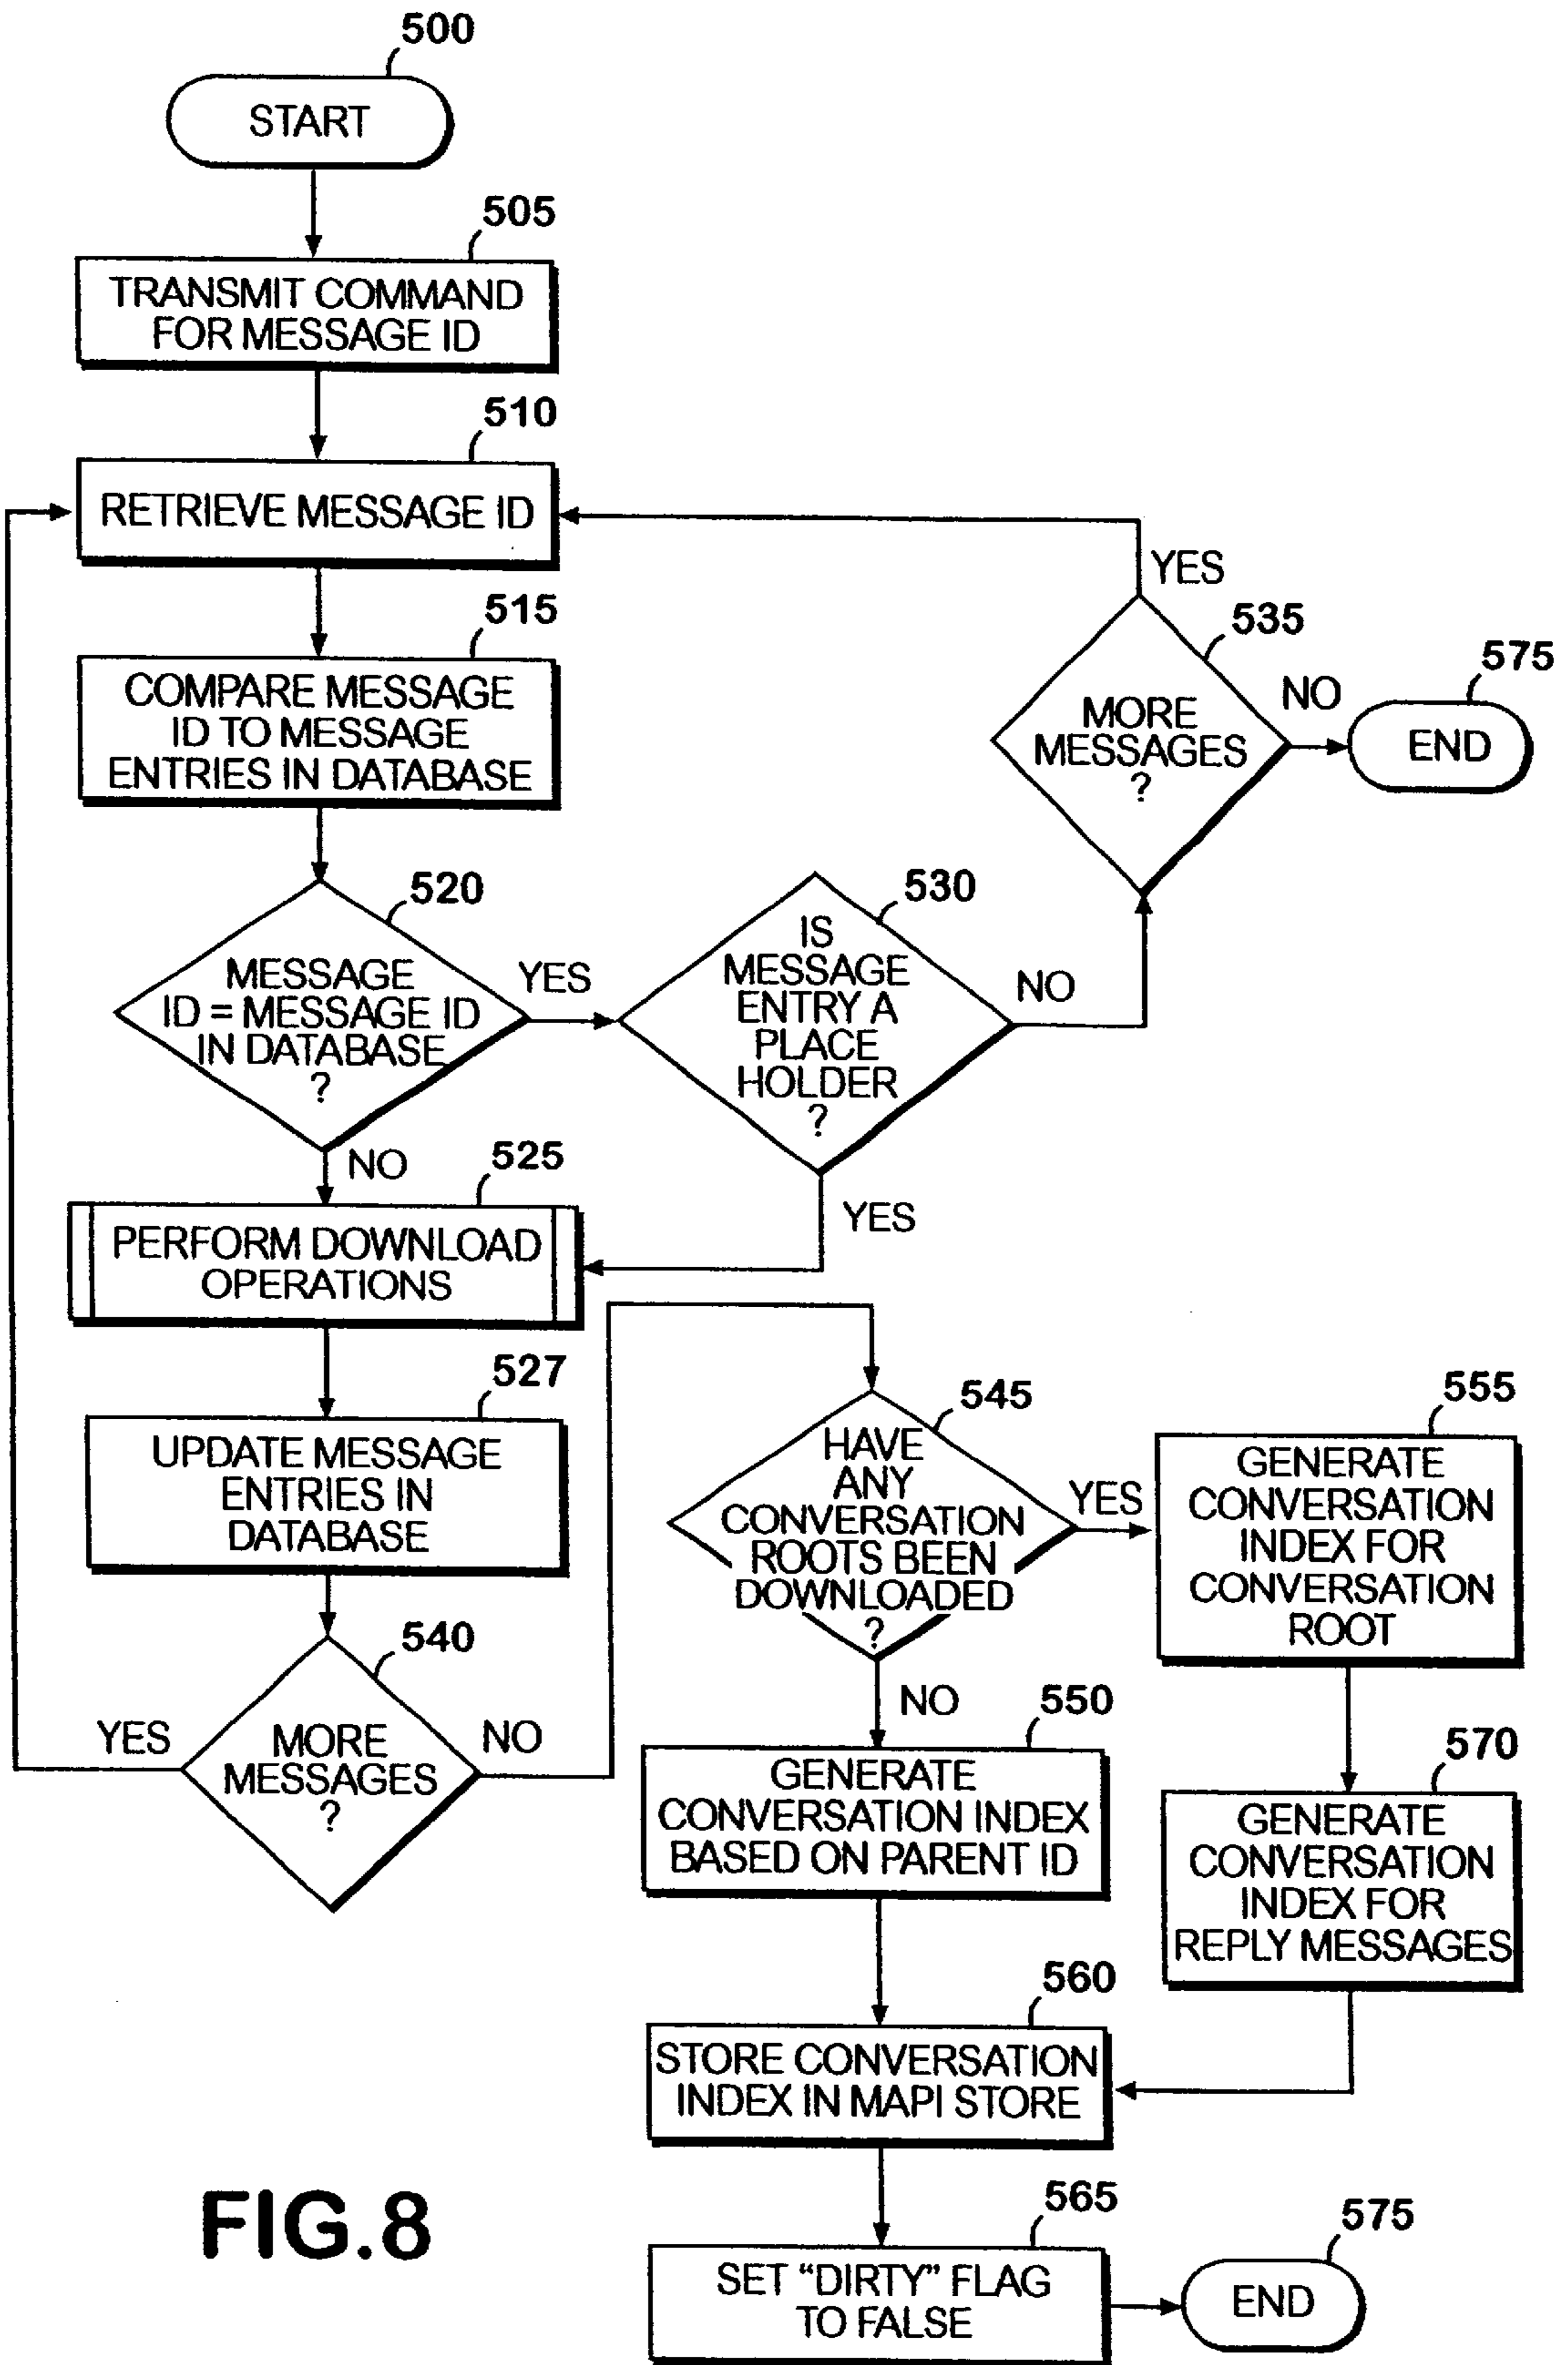 500
START
505
TRANSMIT COMMAND
FOR MESSAGE ID
510
RETRIEVE MESSAGE ID
515
COMPARE MESSAGE
ID TO MESSAGE
ENTRIES IN DATABASE
520
MESSAGE
ID = MESSAGE ID
IN DATABASE
?
YES
NO
530
IS
MESSAGE
ENTRY A
PLACE
HOLDER
?
NO
YES
535
MORE
MESSAGES
?
YES
NO
575
END
525
PERFORM DOWNLOAD
OPERATIONS
527
UPDATE MESSAGE
ENTRIES IN
DATABASE
540
MORE
MESSAGES
?
YES
NO
545
HAVE
ANY
CONVERSATION
ROOTS BEEN
DOWNLOADED
?
YES
NO
555
GENERATE
CONVERSATION
INDEX FOR
CONVERSATION
ROOT
550
GENERATE
CONVERSATION INDEX
BASED ON PARENT ID
570
GENERATE
CONVERSATION
INDEX FOR
REPLY MESSAGES
560
STORE CONVERSATION
INDEX IN MAPI STORE
565
SET “DIRTY” FLAG
TO FALSE
575
END
FIG.8